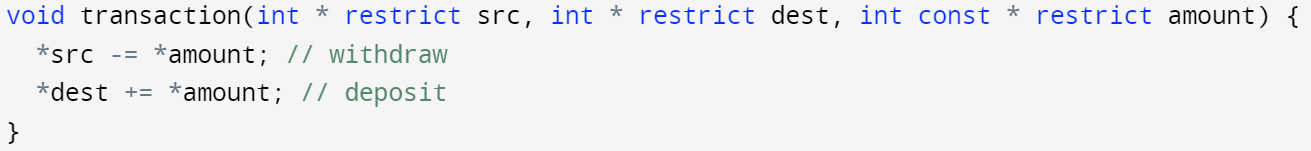 void transaction(int * restrict src, int * restrict dest, int const * restrict amount) {
  *src -= *amount; // withdraw
  *dest += *amount; // deposit
}